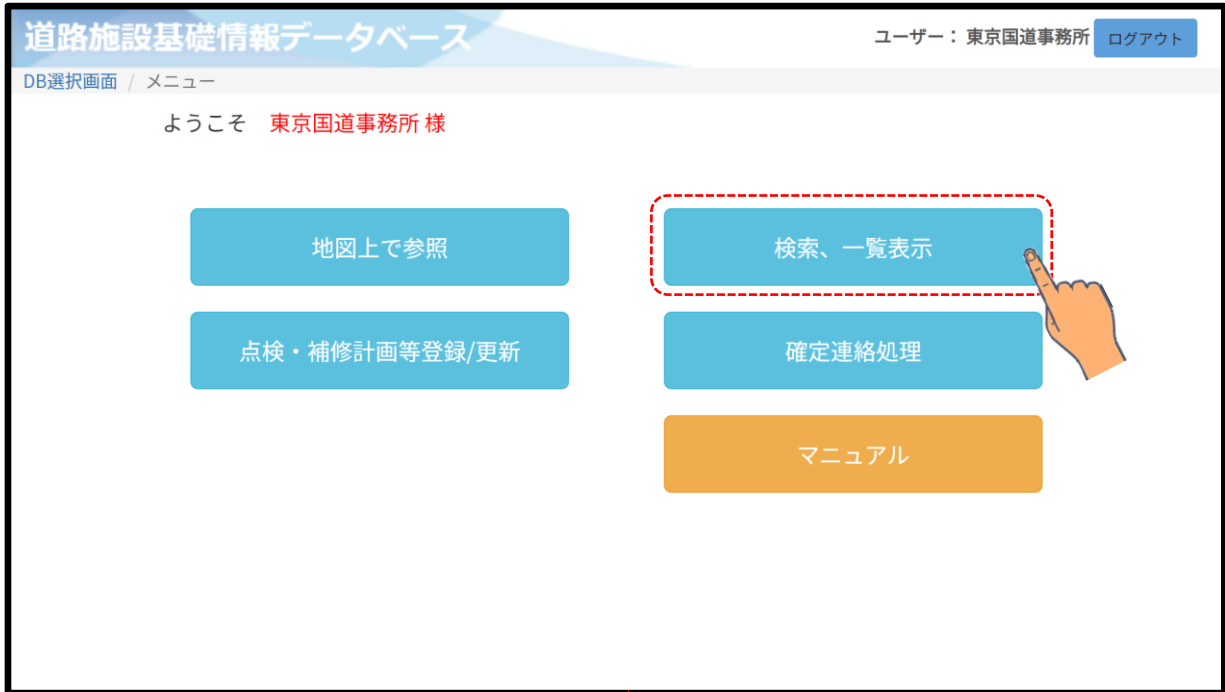 道路施設基礎情報データベース
ユーザー： 東京国道事務所 ログアウト
DB選択画面 / メニュー
ようこそ 東京国道事務所 様
地図上で参照
検索、一覧表示
点検・補修計画等登録/更新
確定連絡処理
マニュアル